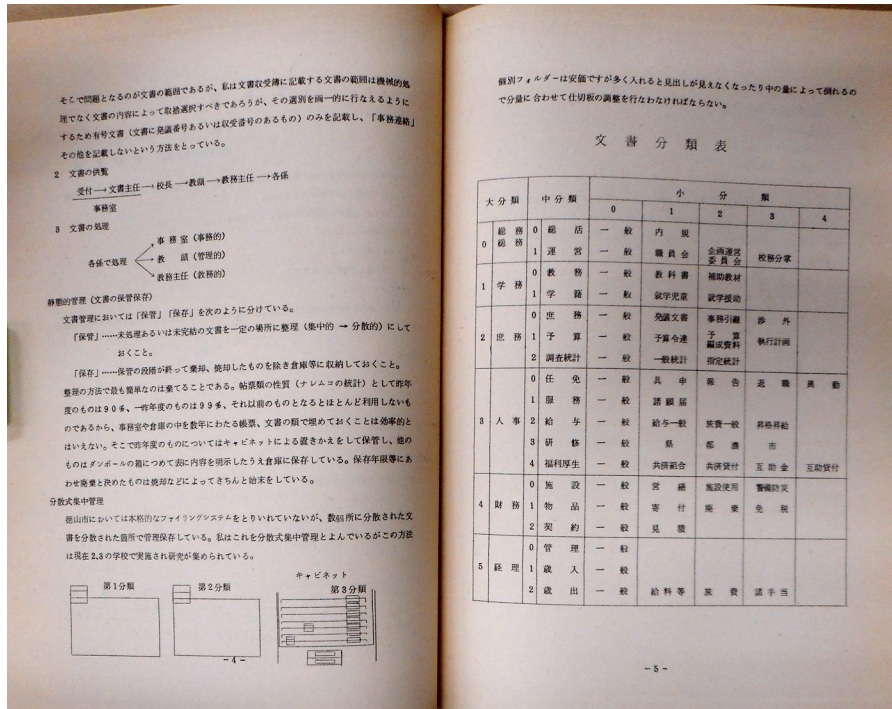 そこで問題となるのが文書の範囲であるが、私は文書収受簿に記載する文書の範囲は機械的処
理でなく文書の内容によって取捨選択すべきであろうが、その選別を画一的に行なえるように
するため有号文書（文書に発議番号あるいは収受番号のあるもの）のみを記載し、「事務連絡」
その他を記載しないという方法をとっている。
2 文書の供覧
受付→文書主任→校長→教頭→教務主任→各係
事務室
3 文書の処理
事務室（事務的）
各係で処理 教頭（管理的）
教務主任（教務的）
静態的管理（文書の保管保存）
文書管理においては「保管」「保存」を次のように分けている。
「保管」……未処理あるいは未完結の文書を一定の場所に整理（集中的 → 分散的）にして
おくこと。
「保存」……保管の段階が終って棄却、焼却したものを除き倉庫等に収納しておくこと。
整理の方法で最も簡単なのは棄てることである。帖票類の性質（ナレムコの統計）として昨年
度のものは90％、一昨年度のものは99％、それ以前のものとなるとほとんど利用しないも
のであるから、事務室や倉庫の中を数年にわたる帳票、文書の類で埋めておくことは効率的と
はいえない。そこで昨年度のものについてはキャビネットによる置きかえをして保管し、他の
ものはダンボールの箱につめて表に内容を明示したうえ倉庫に保存している。保存年限等にあ
わせ廃棄と決めたものは焼却などによってきちんと始末をしている。
分散式集中管理
徳山市においては本格的なファイリングシステムをとりいれていないが、数個所に分散された文
書を分散された箇所で管理保存している。私はこれを分散式集中管理とよんでいるがこの方法
は現在2,3の学校で実施され研究が集められている。
キャビネット
第1分類 第2分類 第3分類
-4-
個別フォルダーは安価ですが多く入れると見出しが見えなくなったり中の量によって倒れるの
で分量に合わせて仕切板の調整を行なわなければならない。
文書分類表
大分類 中分類 小分類
0 1 2 3 4
0 総務総務 0 総活 一般 内規
1 運営 一般 職員会 企画運営委員会 校務分掌
1 学務 0 教務 一般 教科書 補助教材
1 学籍 一般 就学児童 就学援助
2 庶務 0 庶務 一般 発議文書 事務引継 渉外
1 予算 一般 予算令達 予算編成資料 執行計画
2 調査統計 一般 一般統計 指定統計
3 人事 0 任免 一般 具申 報告 退職 異動
1 服務 一般 諸願届
2 給与 一般 給与一般 旅費一般 昇格昇給
3 研修 一般 県 都農 市
4 福利厚生 一般 共済組合 共済貸付 互助金 互助貸付
4 財務 0 施設 一般 営繕 施設使用 警備防災
1 物品 一般 寄付 廃棄 免税
2 契約 一般 見積
5 経理 0 管理 一般
1 歳入 一般
2 歳出 一般 給料等 旅費 諸手当
-5-